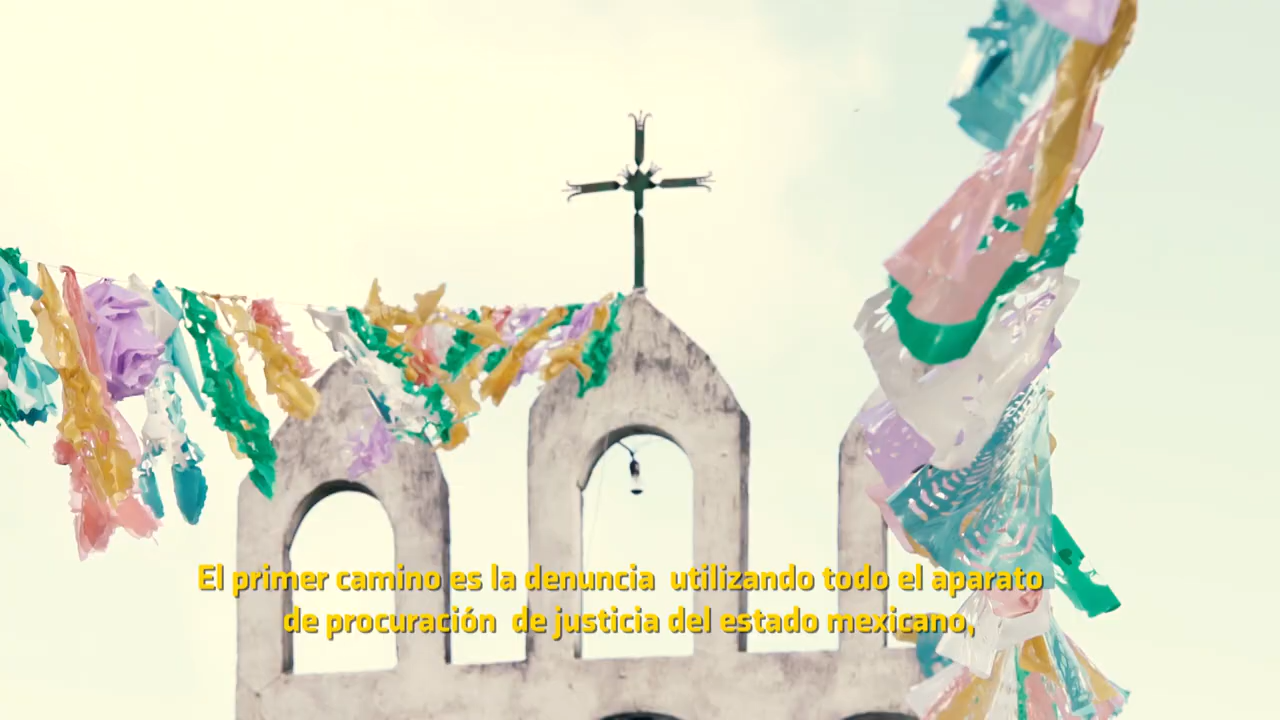 El primer camino es la denuncia  utilizando todo el aparato
de procuración  de justicia del estado mexicano,